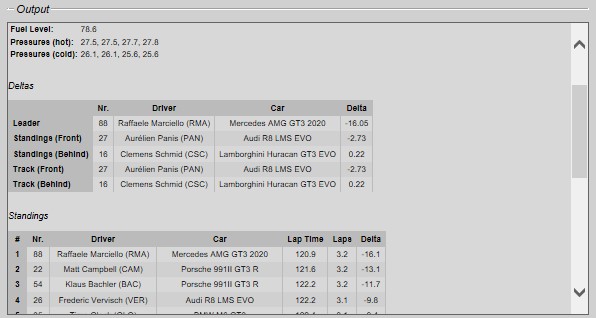 Output
Fuel Level: 78.6
Pressures (hot): 27.5, 27.5, 27.7, 27.8
Pressures (cold): 26.1, 26.1, 25.6, 25.6
Deltas
Nr. Driver Car Delta
Leader 88 Raffaele Marciello (RMA) Mercedes AMG GT3 2020 -16.05
Standings (Front) 27 Aurélien Panis (PAN) Audi R8 LMS EVO -2.73
Standings (Behind) 16 Clemens Schmid (CSC) Lamborghini Huracan GT3 EVO 0.22
Track (Front) 27 Aurélien Panis (PAN) Audi R8 LMS EVO -2.73
Track (Behind) 16 Clemens Schmid (CSC) Lamborghini Huracan GT3 EVO 0.22
Standings
# Nr. Driver Car Lap Time Laps Delta
1 88 Raffaele Marciello (RMA) Mercedes AMG GT3 2020 120.9 3.2 -16.1
2 22 Matt Campbell (CAM) Porsche 991II GT3 R 121.6 3.2 -13.1
3 54 Klaus Bachler (BAC) Porsche 991II GT3 R 122.2 3.2 -11.7
4 26 Frederic Vervisch (VER) Audi R8 LMS EVO 122.2 3.1 -9.8